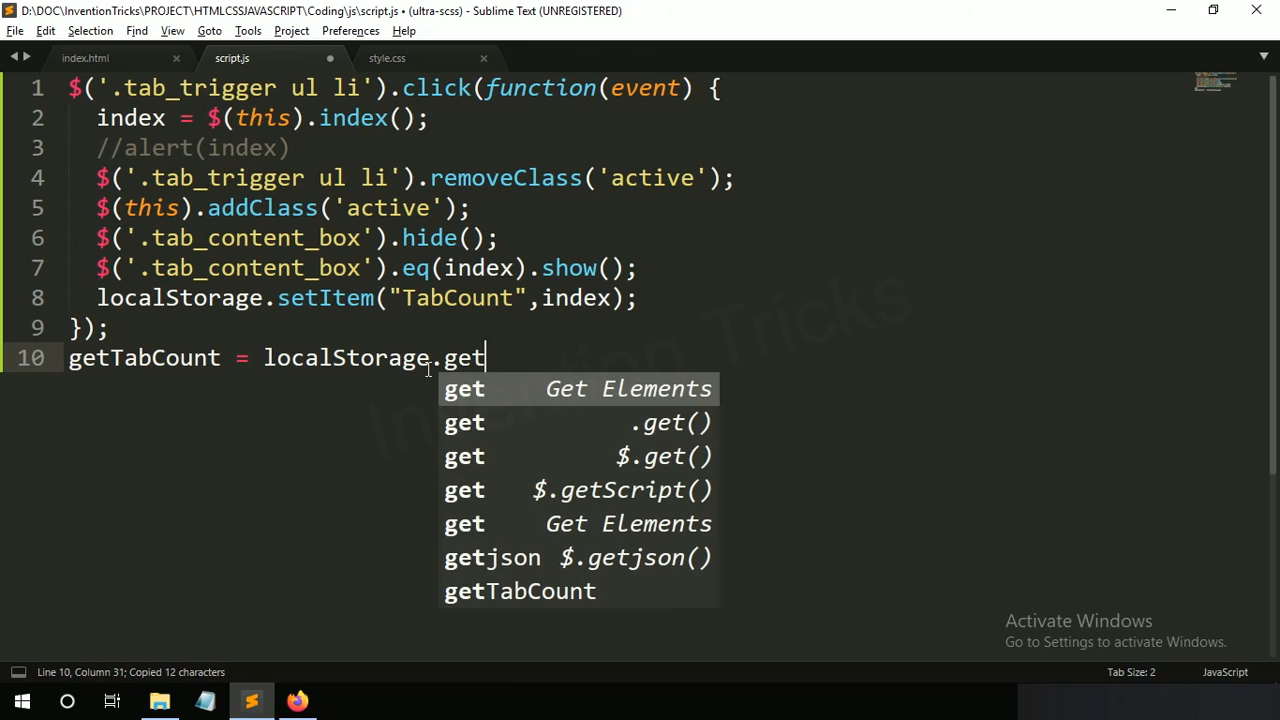 D:\DOC\InventionTricks\PROJECT\HTMLCSSJAVASCRIPT\Coding\js\script.js • (ultra-scss) - Sublime Text (UNREGISTERED)
File Edit Selection Find View Goto Tools Project Preferences Help
index.html script.js style.css
1 $('.tab_trigger ul li').click(function(event) {
2 index = $(this).index();
3 //alert(index)
4 $('.tab_trigger ul li').removeClass('active');
5 $(this).addClass('active');
6 $('.tab_content_box').hide();
7 $('.tab_content_box').eq(index).show();
8 localStorage.setItem("TabCount",index);
9 });
10 getTabCount = localStorage.get
get Get Elements
get .get()
get $.get()
get $.getScript()
get Get Elements
getjson $.getjson()
getTabCount
Invention Tricks
Activate Windows
Go to Settings to activate Windows.
Line 10, Column 31; Copied 12 characters Tab Size: 2 JavaScript